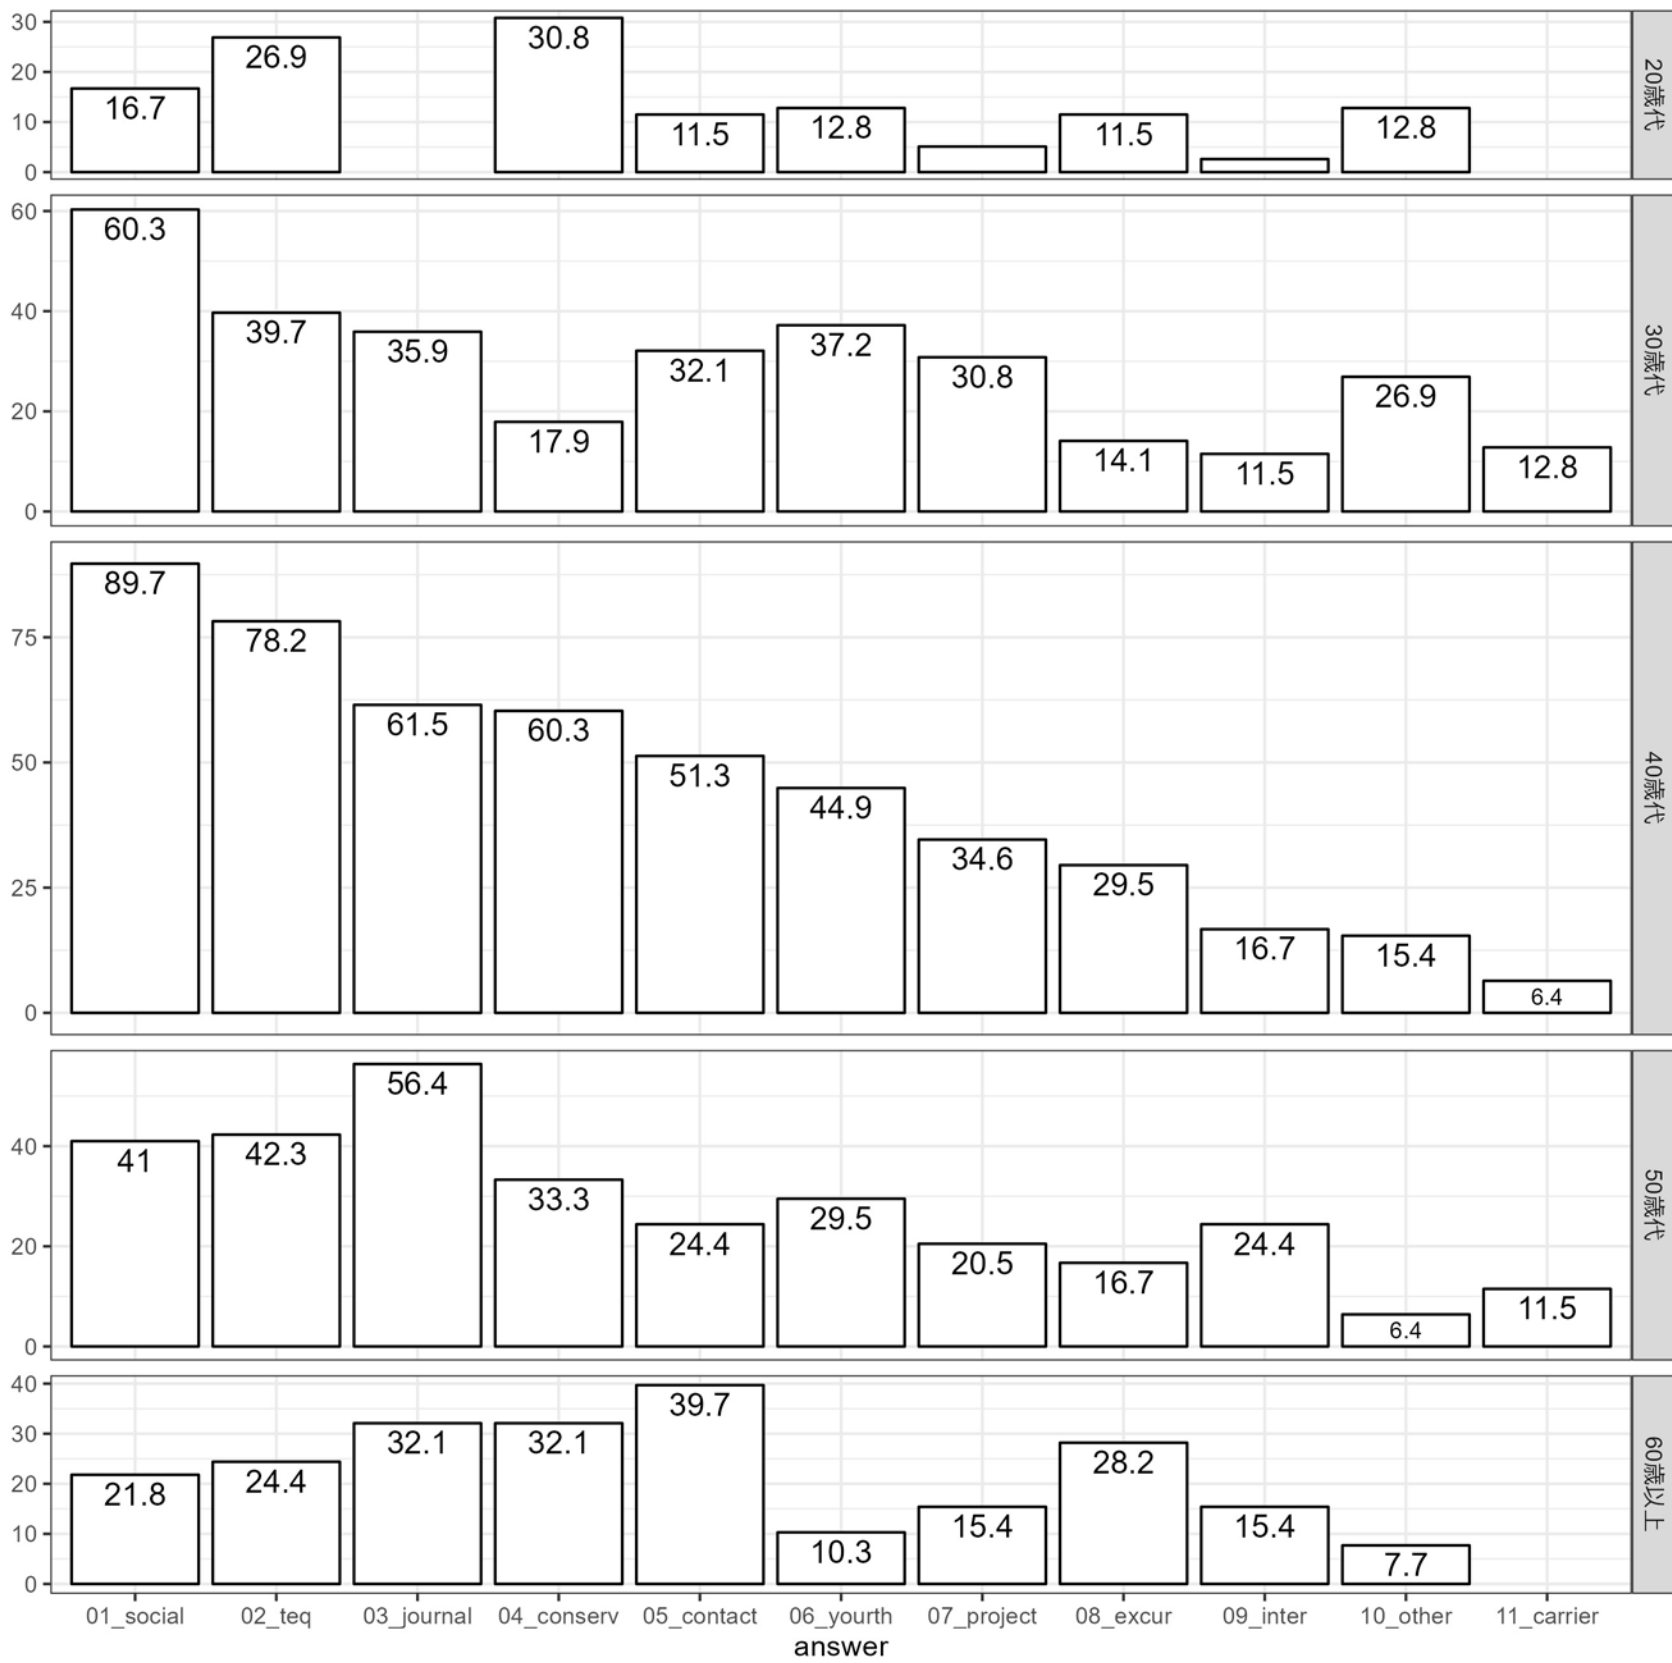 30
20
10
0
16.7 26.9 30.8 11.5 12.8 11.5 12.8
20歳代
60
40
20
0
60.3 39.7 35.9 17.9 32.1 37.2 30.8 14.1 11.5 26.9 12.8
30歳代
75
50
25
0
89.7 78.2 61.5 60.3 51.3 44.9 34.6 29.5 16.7 15.4 6.4
40歳代
40
20
0
41 42.3 56.4 33.3 24.4 29.5 20.5 16.7 24.4 6.4 11.5
50歳代
40
30
20
10
0
21.8 24.4 32.1 32.1 39.7 10.3 15.4 28.2 15.4 7.7
60歳以上
01_social 02_teq 03_journal 04_conserv 05_contact 06_yourth 07_project 08_excur 09_inter 10_other 11_carrier
answer